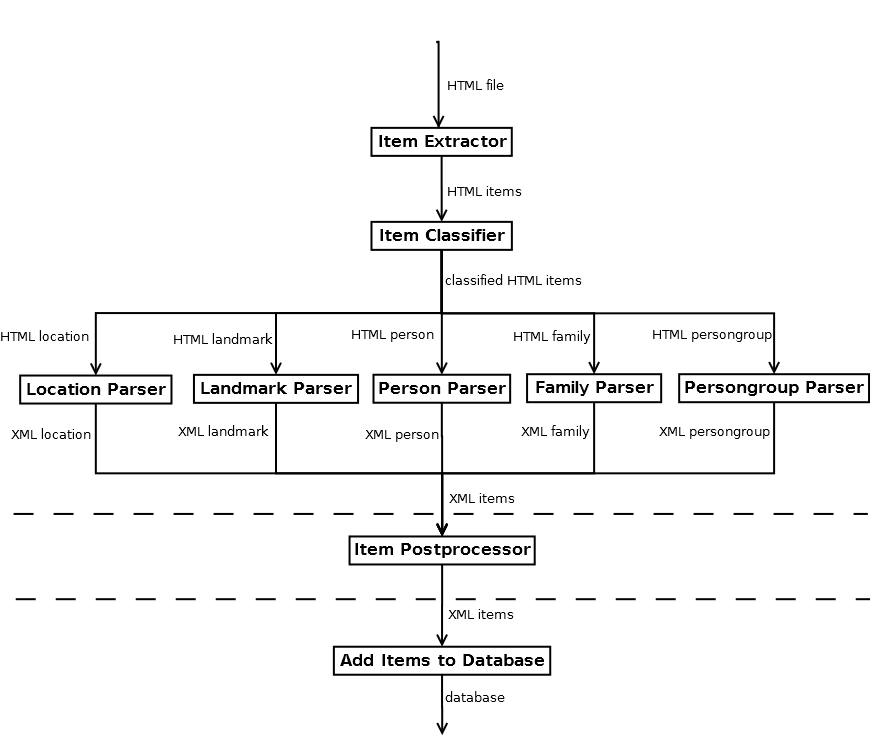 HTML file
Item Extractor
HTML items
Item Classifier
classified HTML items
HTML location
HTML landmark
HTML person
HTML family
HTML persongroup
Location Parser
Landmark Parser
Person Parser
Family Parser
Persongroup Parser
XML location
XML landmark
XML person
XML family
XML persongroup
XML items
Item Postprocessor
XML items
Add Items to Database
database